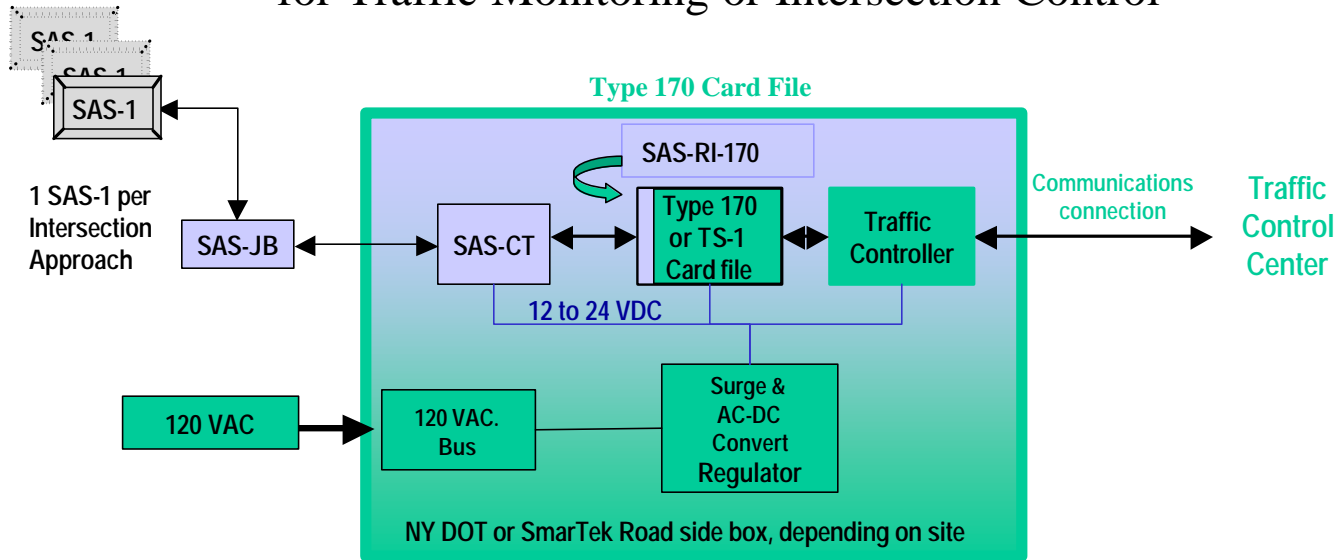 for Traffic Monitoring or Intersection Control
SAS-1
SAS-1
SAS-1
1 SAS-1 per
Intersection
Approach
SAS-JB
Type 170 Card File
SAS-RI-170
SAS-CT
Type 170
or TS-1
Card file
Traffic
Controller
Communications
connection
Traffic
Control
Center
12 to 24 VDC
120 VAC
120 VAC.
Bus
Surge &
AC-DC
Convert
Regulator
NY DOT or SmarTek Road side box, depending on site